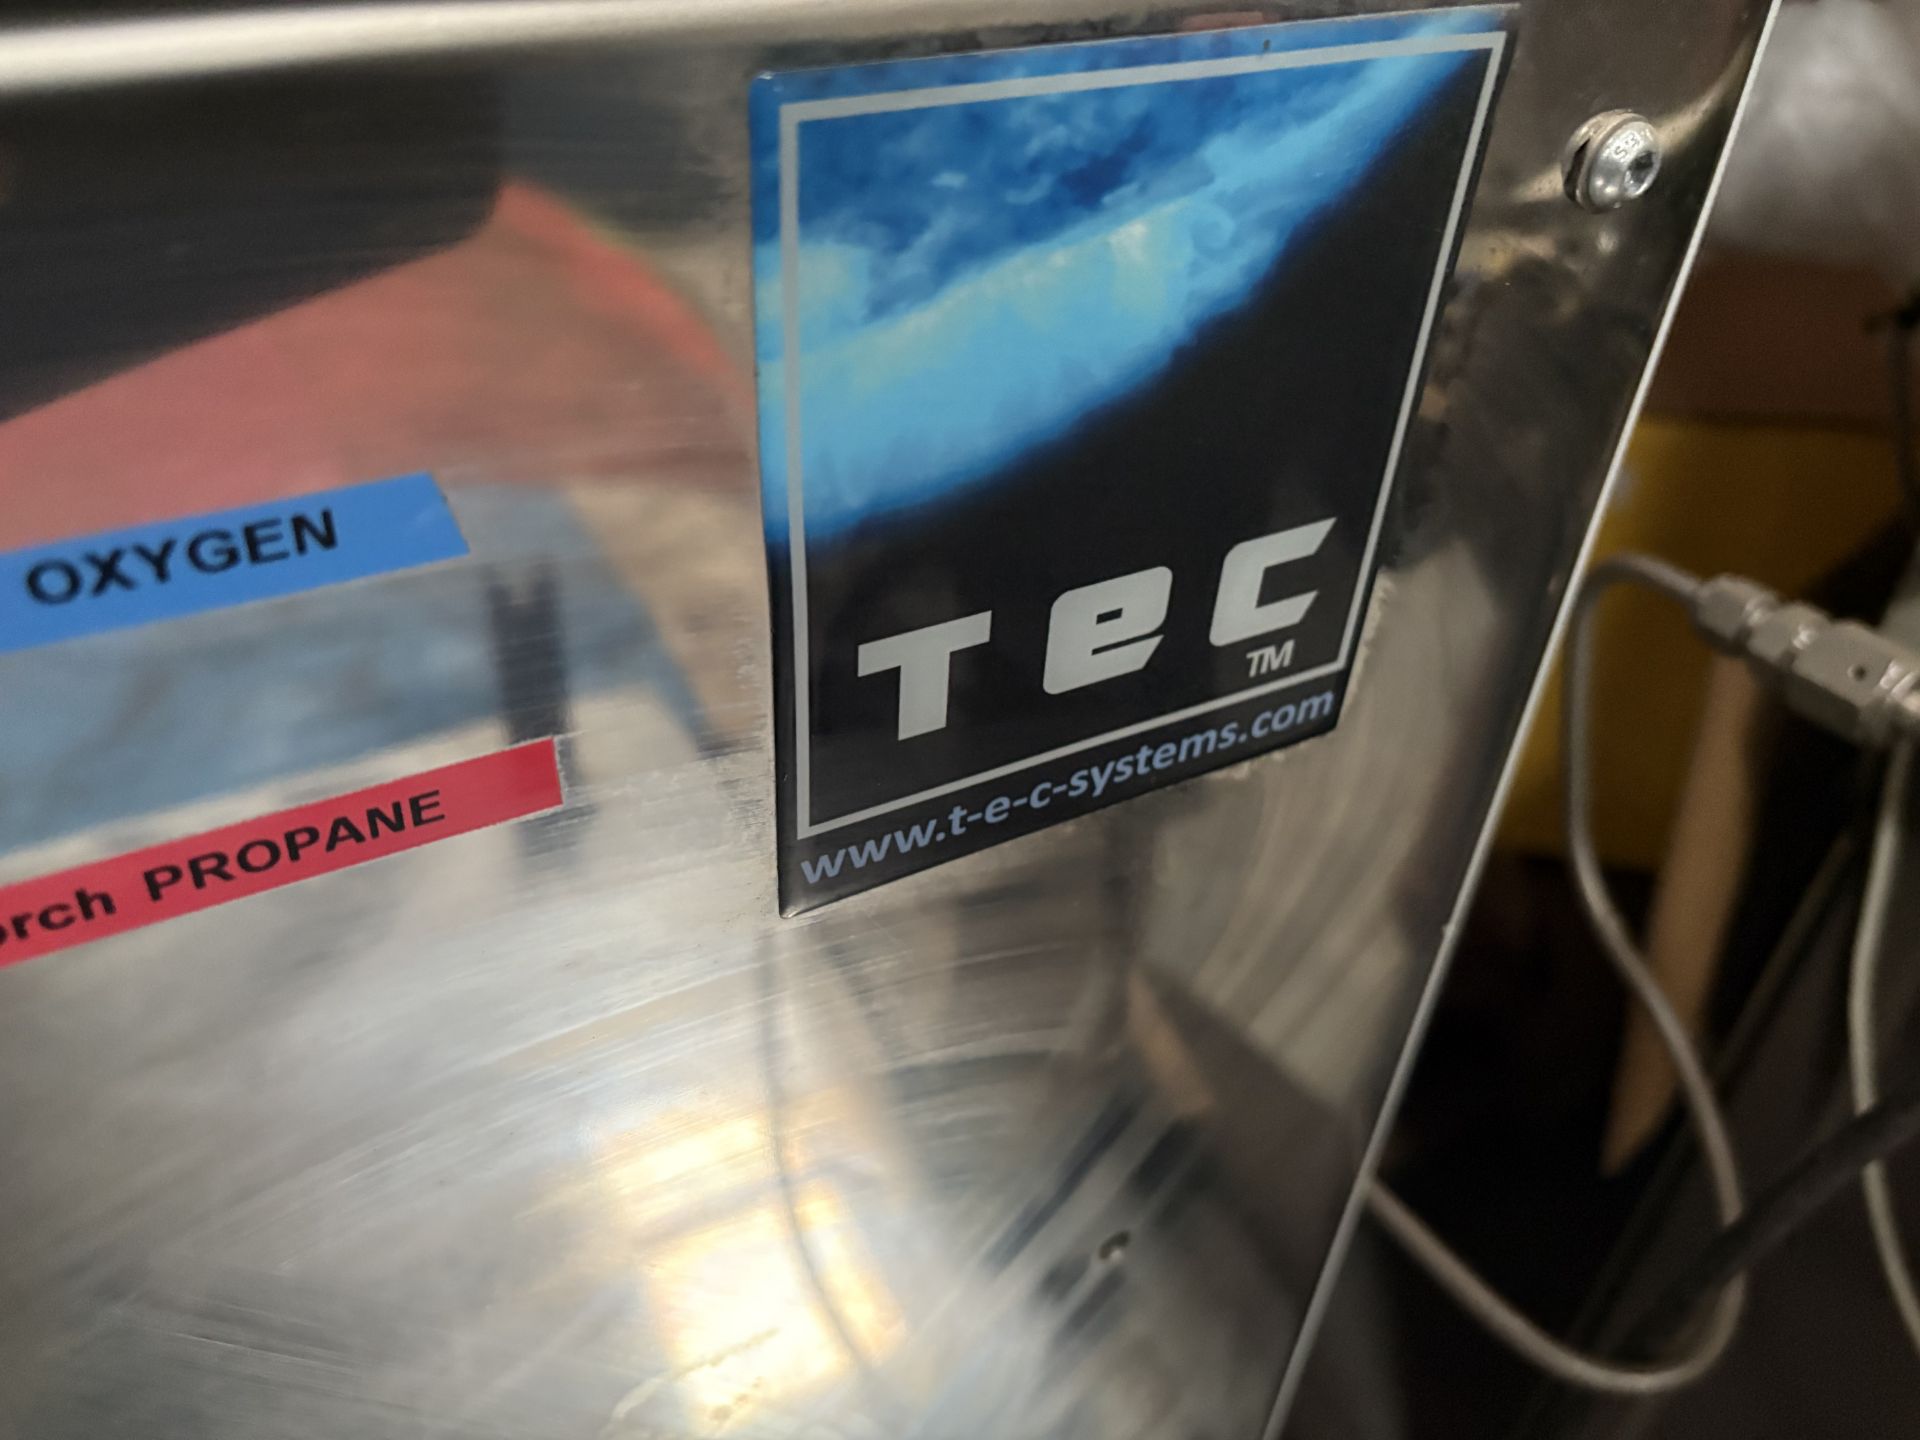 OXYGEN
orch PROPANE
TEC
TM
www.t-e-c-systems.com